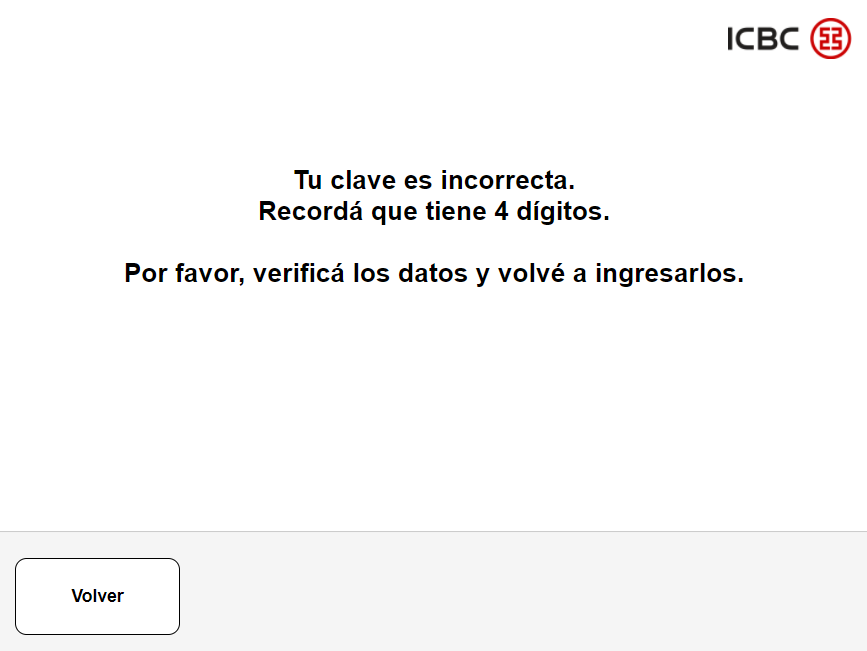 ICBC
Tu clave es incorrecta.
Recordá que tiene 4 dígitos.
Por favor, verificá los datos y volvé a ingresarlos.
Volver